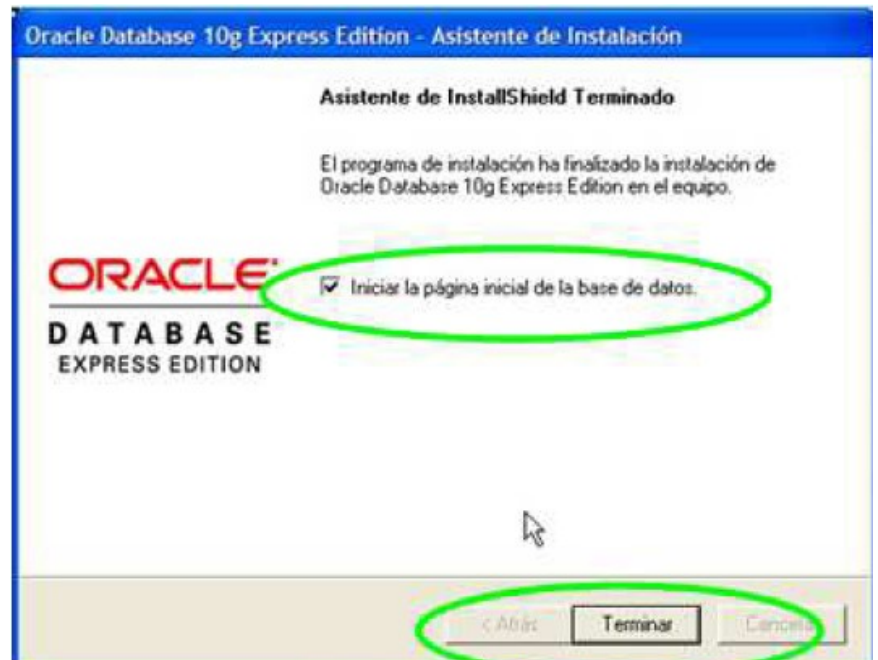 Oracle Database 10g Express Edition - Asistente de Instalación
Asistente de InstallShield Terminado
El programa de instalación ha finalizado la instalación de
Oracle Database 10g Express Edition en el equipo.
ORACLE
DATABASE
EXPRESS EDITION
Iniciar la página inicial de la base de datos.
< Atrás
Terminar
Cancelar